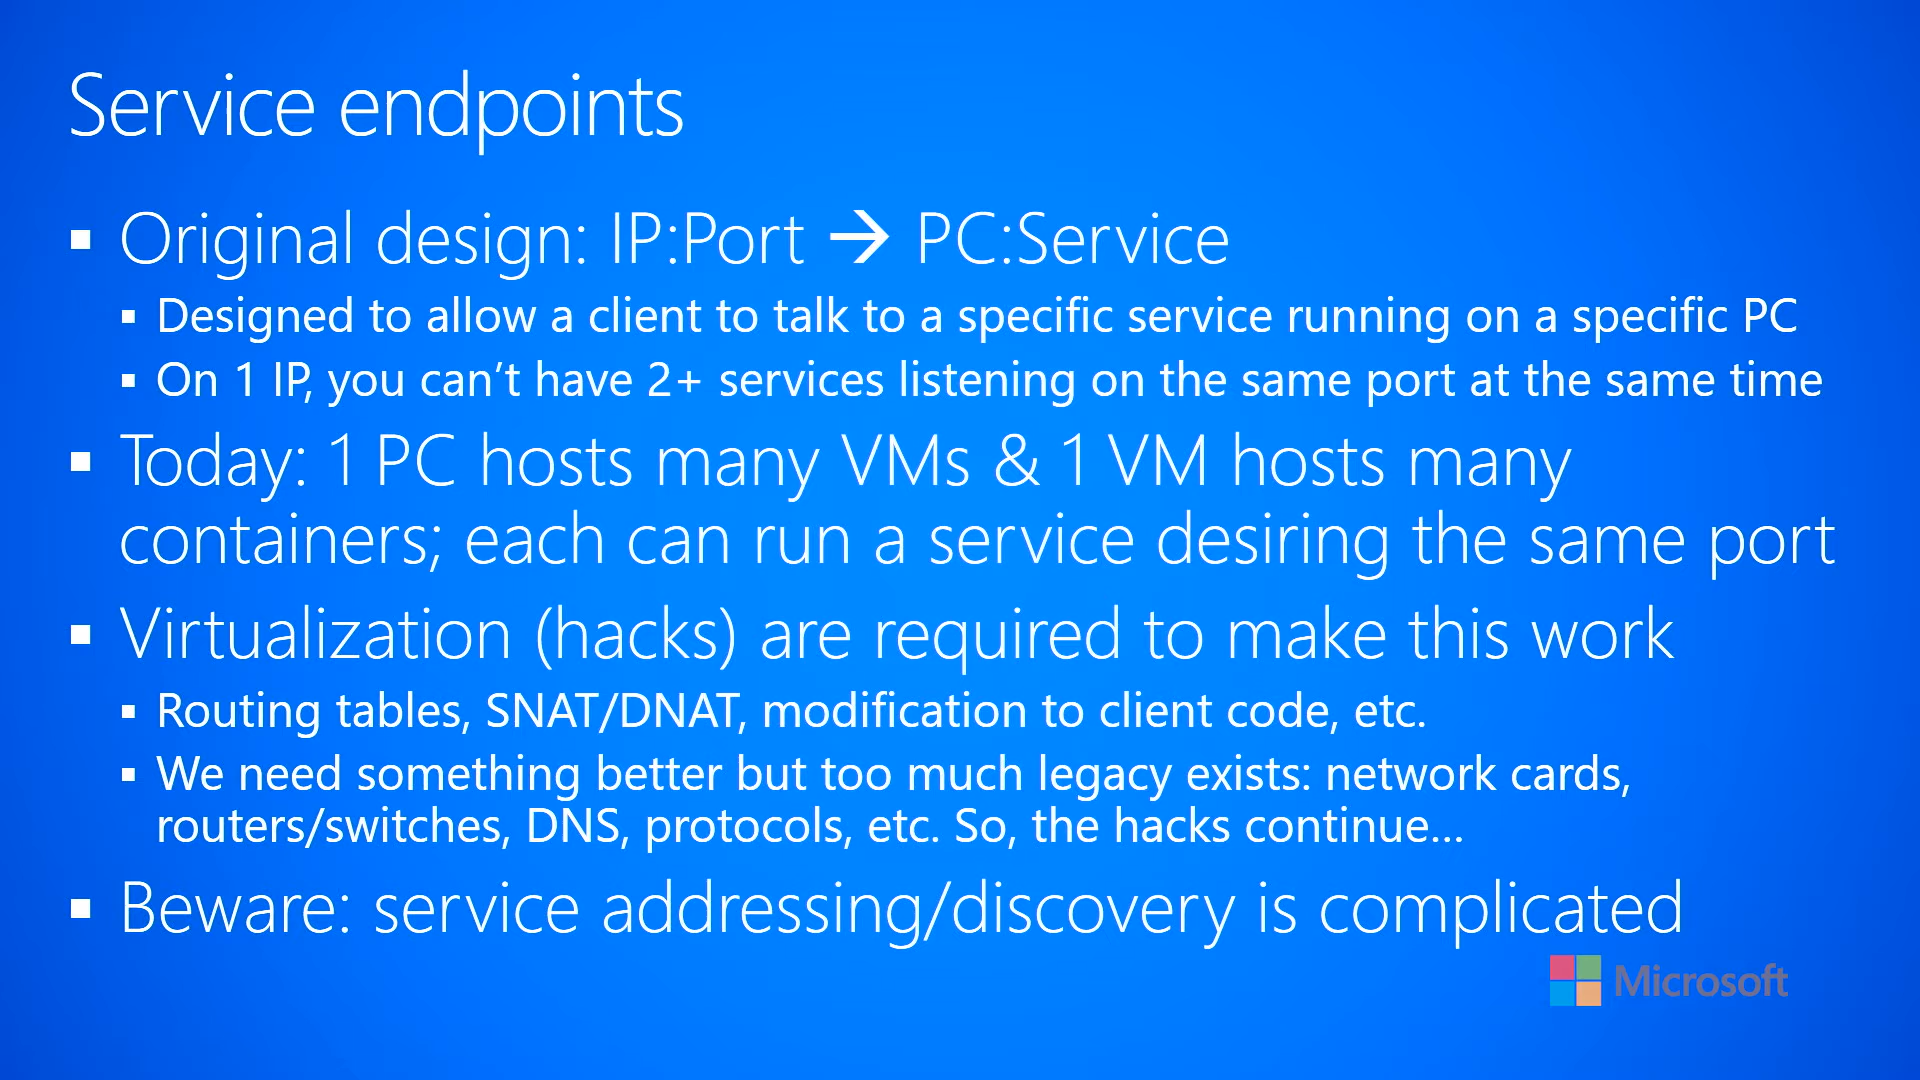 Service endpoints
▪ Original design: IP:Port → PC:Service
▪ Designed to allow a client to talk to a specific service running on a specific PC
▪ On 1 IP, you can’t have 2+ services listening on the same port at the same time
▪ Today: 1 PC hosts many VMs & 1 VM hosts many
containers; each can run a service desiring the same port
▪ Virtualization (hacks) are required to make this work
▪ Routing tables, SNAT/DNAT, modification to client code, etc.
▪ We need something better but too much legacy exists: network cards,
routers/switches, DNS, protocols, etc. So, the hacks continue…
▪ Beware: service addressing/discovery is complicated
Microsoft